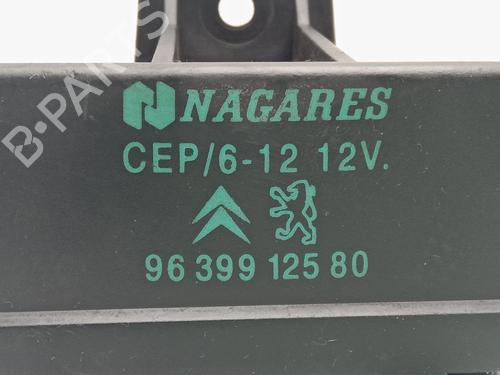 NAGARES
CEP/6-12 12V.
96 399 125 80
B-PARTS